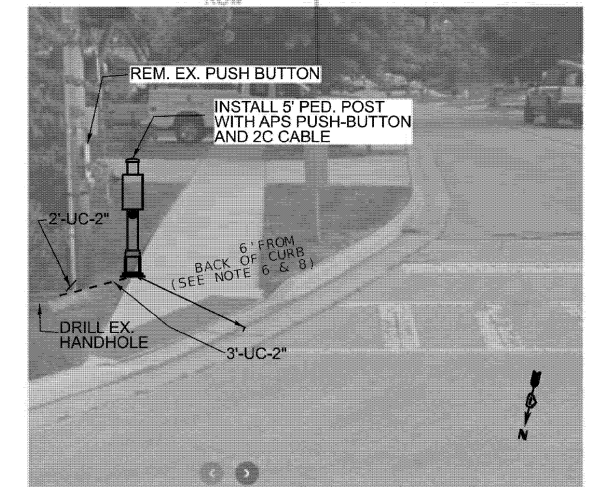 REM. EX. PUSH BUTTON
INSTALL 5' PED. POST
WITH APS PUSH-BUTTON
AND 2C CABLE
2'-UC-2"
6' FROM
BACK OF CURB
(SEE NOTE 6 & 8)
DRILL EX.
HANDHOLE
3'-UC-2"
N